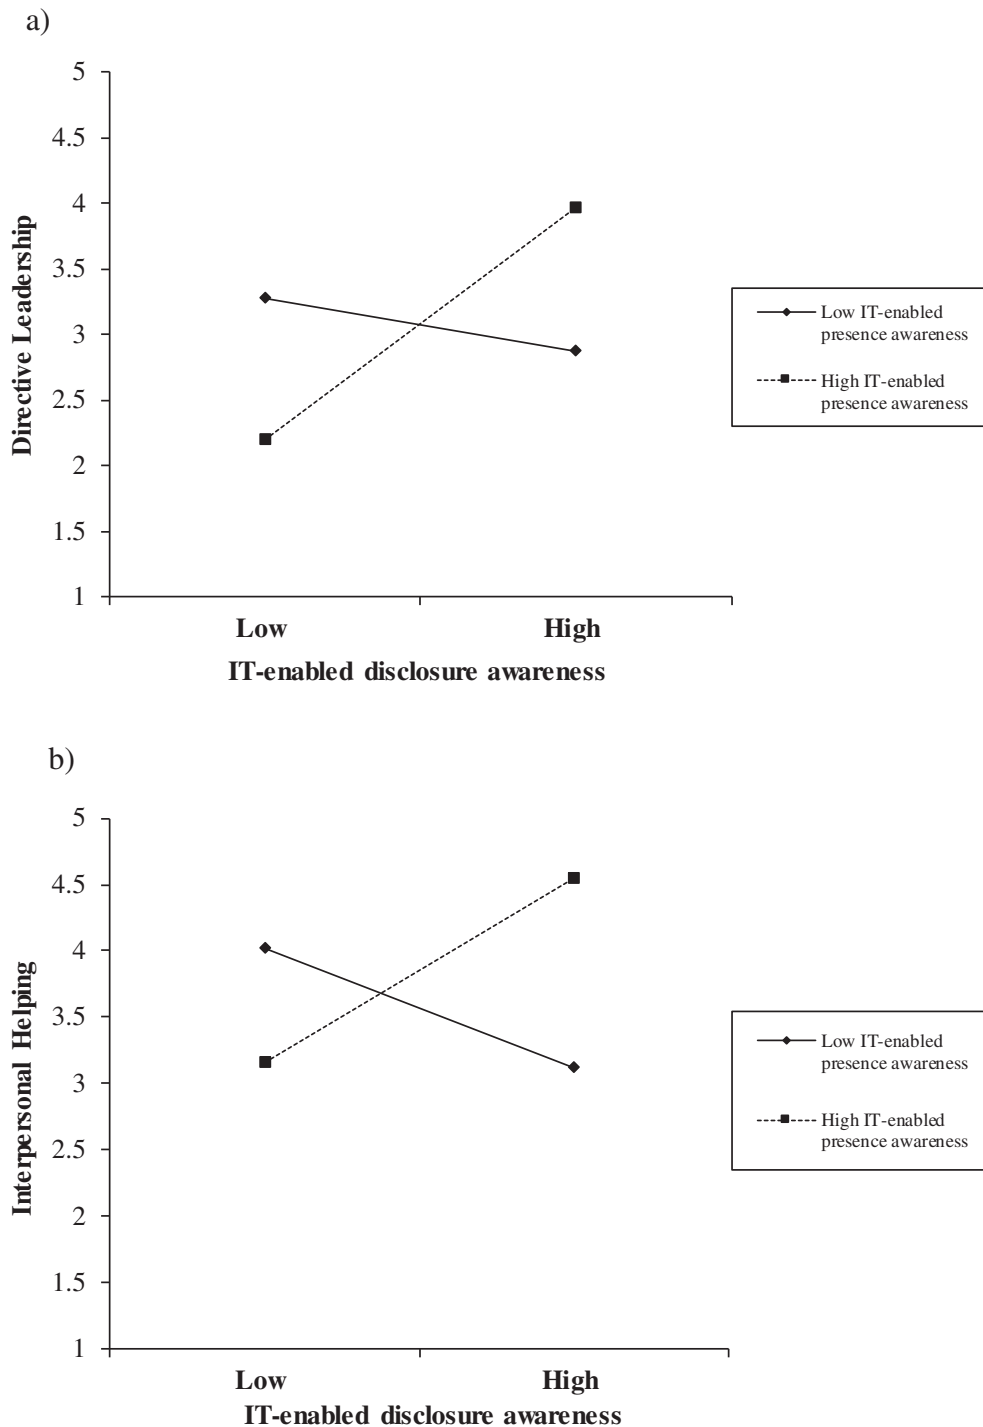 a)
5
4.5
4
3.5
3
2.5
2
1.5
1
Directive Leadership
Low High
IT-enabled disclosure awareness
Low IT-enabled
presence awareness
High IT-enabled
presence awareness
b)
5
4.5
4
3.5
3
2.5
2
1.5
1
Interpersonal Helping
Low High
IT-enabled disclosure awareness
Low IT-enabled
presence awareness
High IT-enabled
presence awareness